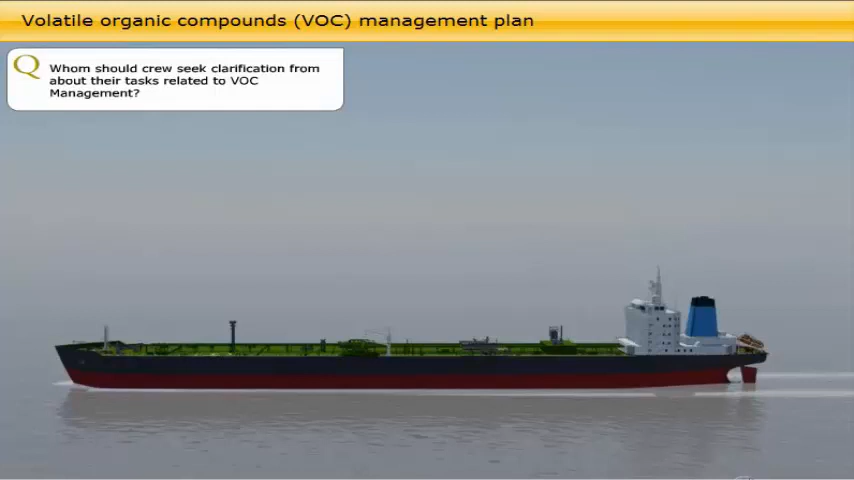 Volatile organic compounds (VOC) management plan
Q Whom should crew seek clarification from
about their tasks related to VOC
Management?